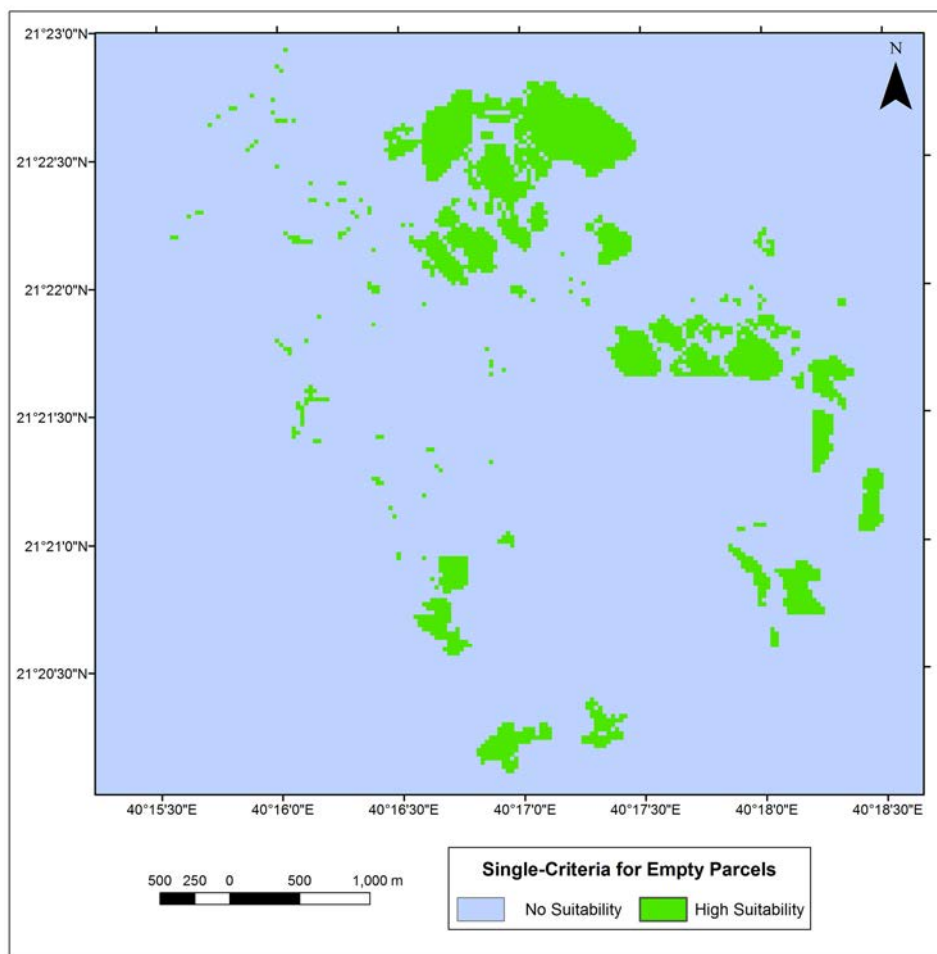 21°23'0"N
N
21°22'30"N
21°22'0"N
21°21'30"N
21°21'0"N
21°20'30"N
40°15'30"E 40°16'0"E 40°16'30"E 40°17'0"E 40°17'30"E 40°18'0"E 40°18'30"E
500 250 0 500 1,000 m
Single-Criteria for Empty Parcels
No Suitability High Suitability